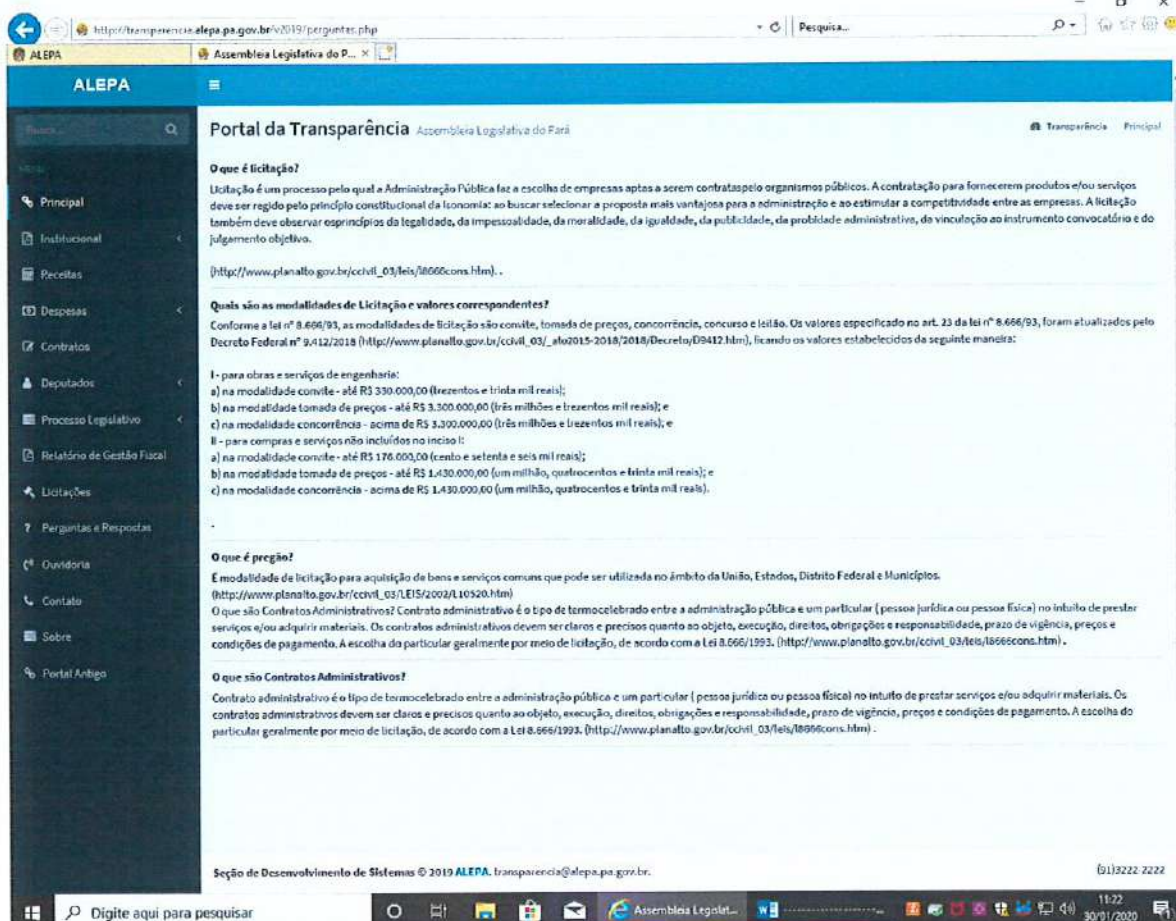 http://transparencia.alepa.pa.gov.br/v2019/perguntas.php
Pesquisa...
ALEPA
Assembleia Legislativa do P...
ALEPA
Busca...
Portal da Transparência Assembleia Legislativa do Pará
Transparência Principal
MENU
Principal
Institucional
Receitas
Despesas
Contratos
Deputados
Processo Legislativo
Relatório de Gestão Fiscal
Licitações
Perguntas e Respostas
Ouvidoria
Contato
Sobre
Portal Antigo
O que é licitação?
Licitação é um processo pelo qual a Administração Pública faz a escolha de empresas aptas a serem contrataspelo organismos públicos. A contratação para fornecerem produtos e/ou serviços
deve ser regido pelo princípio constitucional da Isonomia: ao buscar selecionar a proposta mais vantajosa para a administração e ao estimular a competitividade entre as empresas. A licitação
também deve observar osprincípios da legalidade, da impessoalidade, da moralidade, da igualdade, da publicidade, da probidade administrativa, da vinculação ao instrumento convocatório e do
julgamento objetivo.
(http://www.planalto.gov.br/ccivil_03/leis/l8666cons.htm). .
Quais são as modalidades de Licitação e valores correspondentes?
Conforme a lei nº 8.666/93, as modalidades de licitação são convite, tomada de preços, concorrência, concurso e leilão. Os valores especificado no art. 23 da lei nº 8.666/93, foram atualizados pelo
Decreto Federal nº 9.412/2018 (http://www.planalto.gov.br/ccivil_03/_ato2015-2018/2018/Decreto/D9412.htm), ficando os valores estabelecidos da seguinte maneira:
I - para obras e serviços de engenharia:
a) na modalidade convite - até R$ 330.000,00 (trezentos e trinta mil reais);
b) na modalidade tomada de preços - até R$ 3.300.000,00 (três milhões e trezentos mil reais); e
c) na modalidade concorrência - acima de R$ 3.300.000,00 (três milhões e trezentos mil reais); e
II - para compras e serviços não incluídos no inciso I:
a) na modalidade convite - até R$ 176.000,00 (cento e setenta e seis mil reais);
b) na modalidade tomada de preços - até R$ 1.430.000,00 (um milhão, quatrocentos e trinta mil reais); e
c) na modalidade concorrência - acima de R$ 1.430.000,00 (um milhão, quatrocentos e trinta mil reais).
.
O que é pregão?
É modalidade de licitação para aquisição de bens e serviços comuns que pode ser utilizada no âmbito da União, Estados, Distrito Federal e Municípios.
(http://www.planalto.gov.br/ccivil_03/LEIS/2002/L10520.htm)
O que são Contratos Administrativos? Contrato administrativo é o tipo de termocelebrado entre a administração pública e um particular ( pessoa jurídica ou pessoa física) no intuito de prestar
serviços e/ou adquirir materiais. Os contratos administrativos devem ser claros e precisos quanto ao objeto, execução, direitos, obrigações e responsabilidade, prazo de vigência, preços e
condições de pagamento. A escolha do particular geralmente por meio de licitação, de acordo com a Lei 8.666/1993. (http://www.planalto.gov.br/ccivil_03/leis/l8666cons.htm) .
O que são Contratos Administrativos?
Contrato administrativo é o tipo de termocelebrado entre a administração pública e um particular ( pessoa jurídica ou pessoa física) no intuito de prestar serviços e/ou adquirir materiais. Os
contratos administrativos devem ser claros e precisos quanto ao objeto, execução, direitos, obrigações e responsabilidade, prazo de vigência, preços e condições de pagamento. A escolha do
particular geralmente por meio de licitação, de acordo com a Lei 8.666/1993. (http://www.planalto.gov.br/ccivil_03/leis/l8666cons.htm) .
Seção de Desenvolvimento de Sistemas © 2019 ALEPA. transparencia@alepa.pa.gov.br.
(91)3222-2222
Digite aqui para pesquisar
Assembleia Legislat...
11:22
30/01/2020